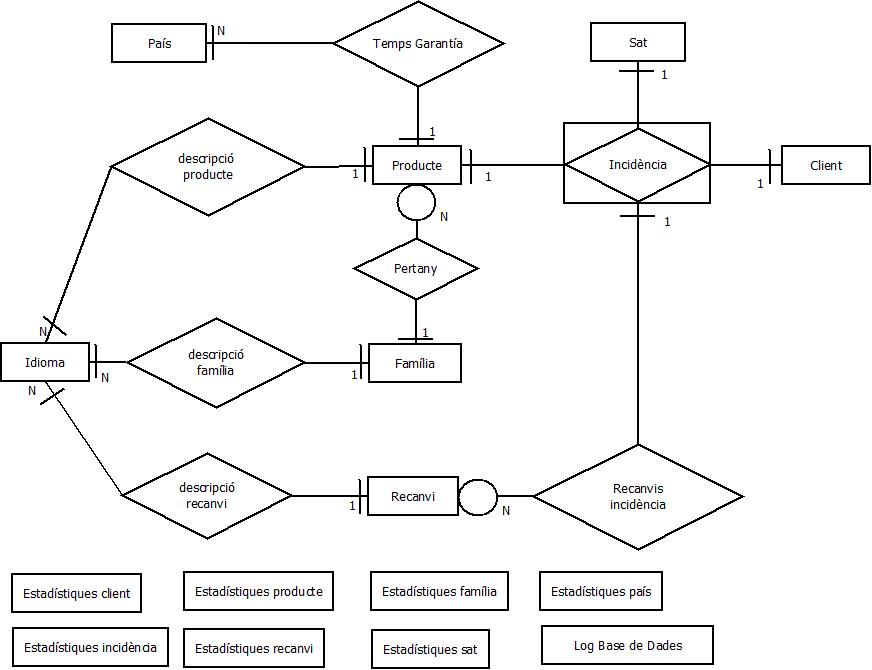 País
N
Temps Garantía
Sat
1
1
descripció
producte
1
Producte
1
Incidència
1
Client
N
1
Pertany
N
1
Idioma
N
descripció
família
1
Família
N
descripció
recanvi
1
Recanvi
N
Recanvis
incidència
Estadístiques client
Estadístiques producte
Estadístiques família
Estadístiques país
Estadístiques incidència
Estadístiques recanvi
Estadístiques sat
Log Base de Dades